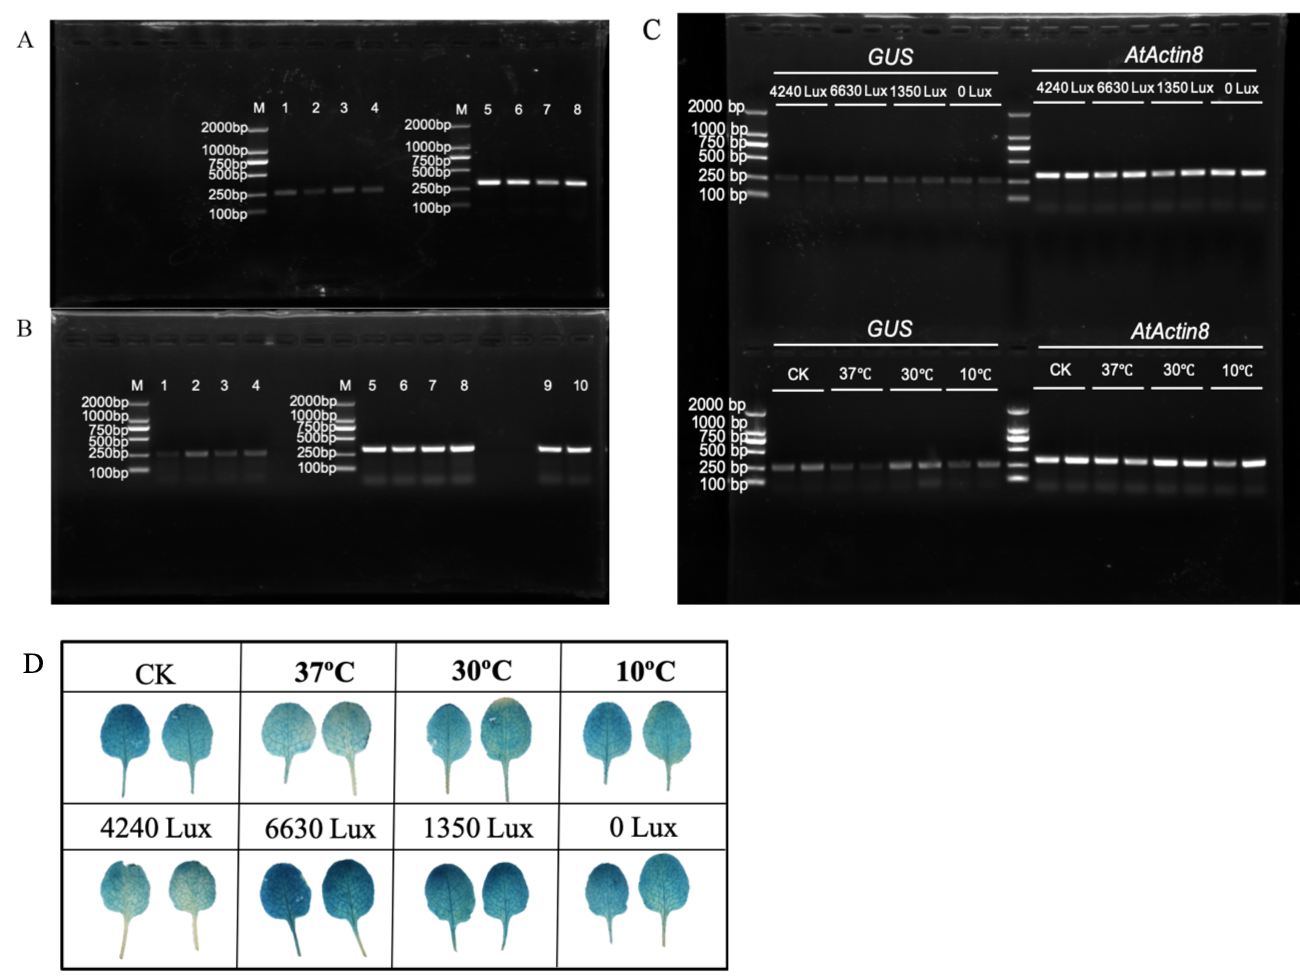 A
M 1 2 3 4
2000bp
1000bp
750bp
500bp
250bp
100bp
M 5 6 7 8
2000bp
1000bp
750bp
500bp
250bp
100bp
B
M 1 2 3 4
2000bp
1000bp
750bp
500bp
250bp
100bp
M 5 6 7 8 9 10
2000bp
1000bp
750bp
500bp
250bp
100bp
C
GUS AtActin8
4240 Lux 6630 Lux 1350 Lux 0 Lux 4240 Lux 6630 Lux 1350 Lux 0 Lux
2000 bp
1000 bp
750 bp
500 bp
250 bp
100 bp
GUS AtActin8
CK 37℃ 30℃ 10℃ CK 37℃ 30℃ 10℃
2000 bp
1000 bp
750 bp
500 bp
250 bp
100 bp
D
CK 37ºC 30ºC 10ºC
4240 Lux 6630 Lux 1350 Lux 0 Lux